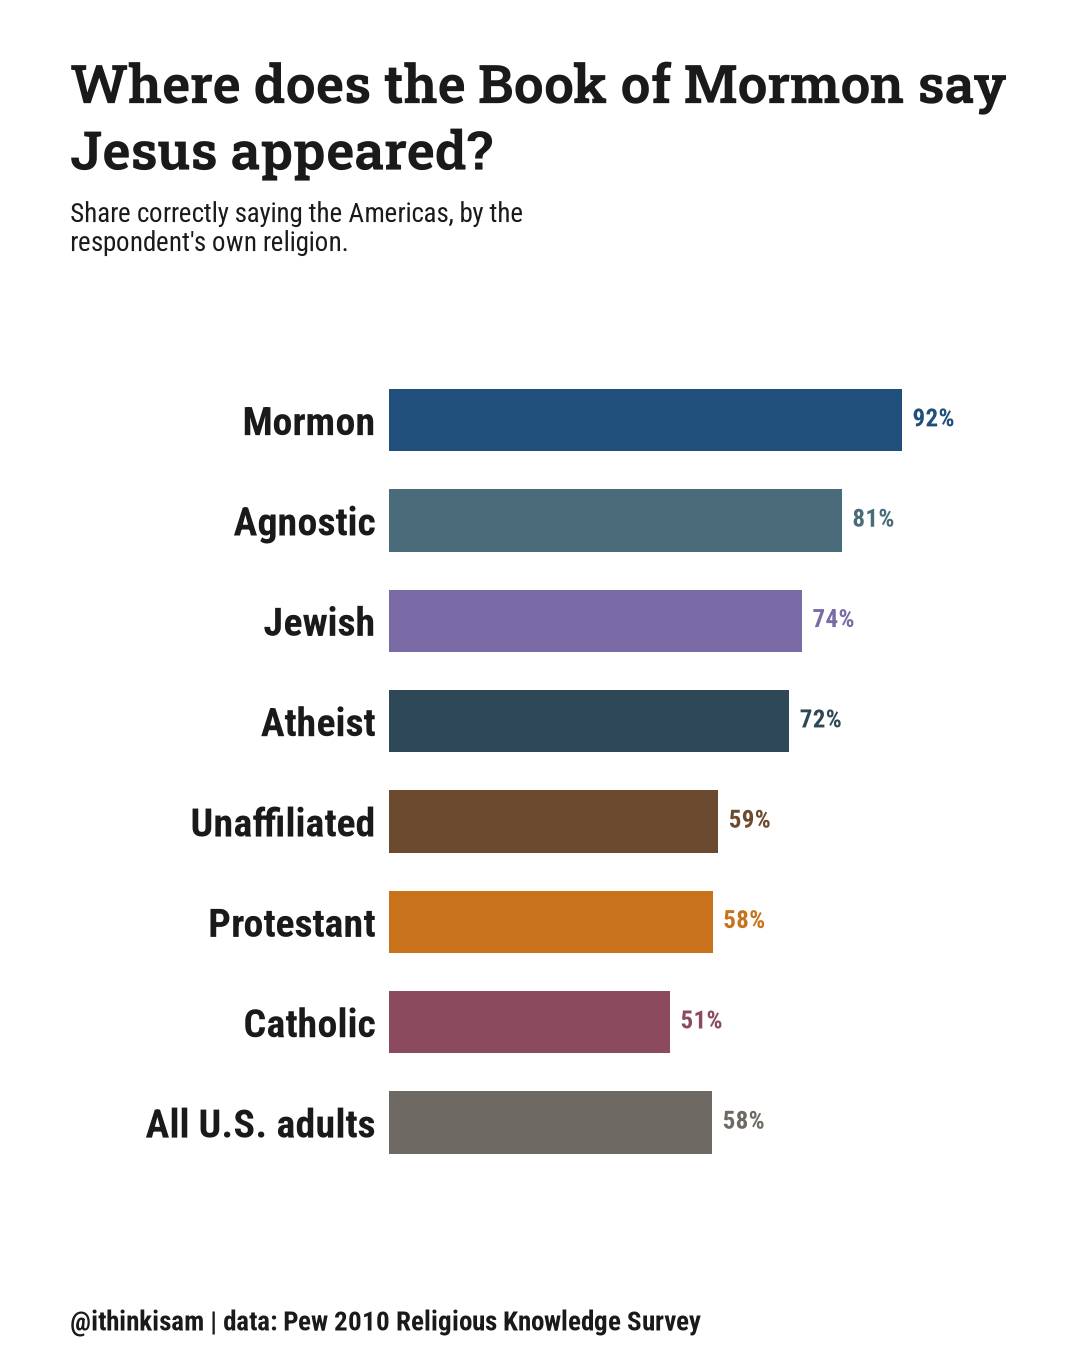 Where does the Book of Mormon say
Jesus appeared?
Share correctly saying the Americas, by the
respondent's own religion.
Mormon 92%
Agnostic 81%
Jewish 74%
Atheist 72%
Unaffiliated 59%
Protestant 58%
Catholic 51%
All U.S. adults 58%
@ithinkisam | data: Pew 2010 Religious Knowledge Survey